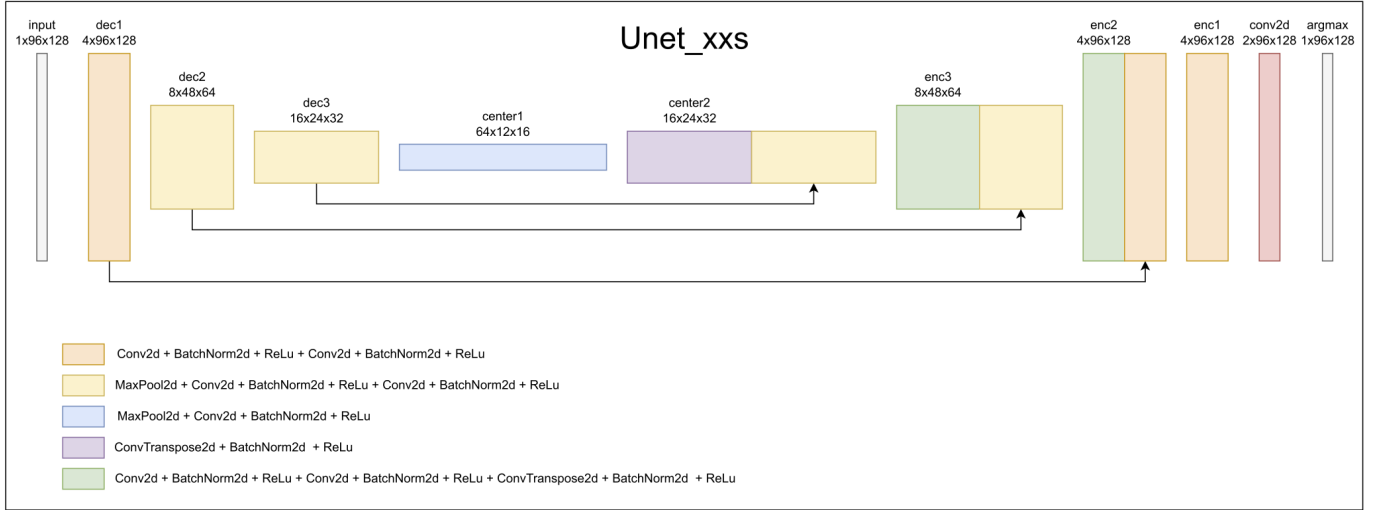 Unet_xxs
input
1x96x128
dec1
4x96x128
dec2
8x48x64
dec3
16x24x32
center1
64x12x16
center2
16x24x32
enc3
8x48x64
enc2
4x96x128
enc1
4x96x128
conv2d
2x96x128
argmax
1x96x128
Conv2d + BatchNorm2d + ReLu + Conv2d + BatchNorm2d + ReLu
MaxPool2d + Conv2d + BatchNorm2d + ReLu + Conv2d + BatchNorm2d + ReLu
MaxPool2d + Conv2d + BatchNorm2d + ReLu
ConvTranspose2d + BatchNorm2d + ReLu
Conv2d + BatchNorm2d + ReLu + Conv2d + BatchNorm2d + ReLu + ConvTranspose2d + BatchNorm2d + ReLu